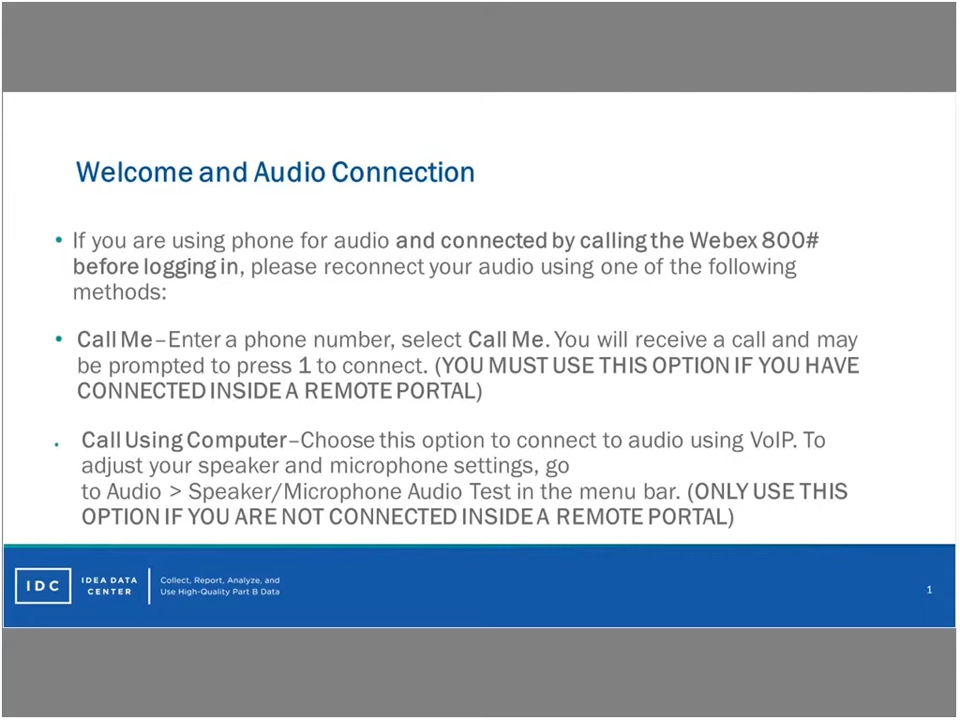 Welcome and Audio Connection
• If you are using phone for audio and connected by calling the Webex 800#
before logging in, please reconnect your audio using one of the following
methods:
• Call Me–Enter a phone number, select Call Me. You will receive a call and may
be prompted to press 1 to connect. (YOU MUST USE THIS OPTION IF YOU HAVE
CONNECTED INSIDE A REMOTE PORTAL)
• Call Using Computer–Choose this option to connect to audio using VoIP. To
adjust your speaker and microphone settings, go
to Audio > Speaker/Microphone Audio Test in the menu bar. (ONLY USE THIS
OPTION IF YOU ARE NOT CONNECTED INSIDE A REMOTE PORTAL)
IDC
IDEA DATA
CENTER
Collect, Report, Analyze, and
Use High-Quality Part B Data
1